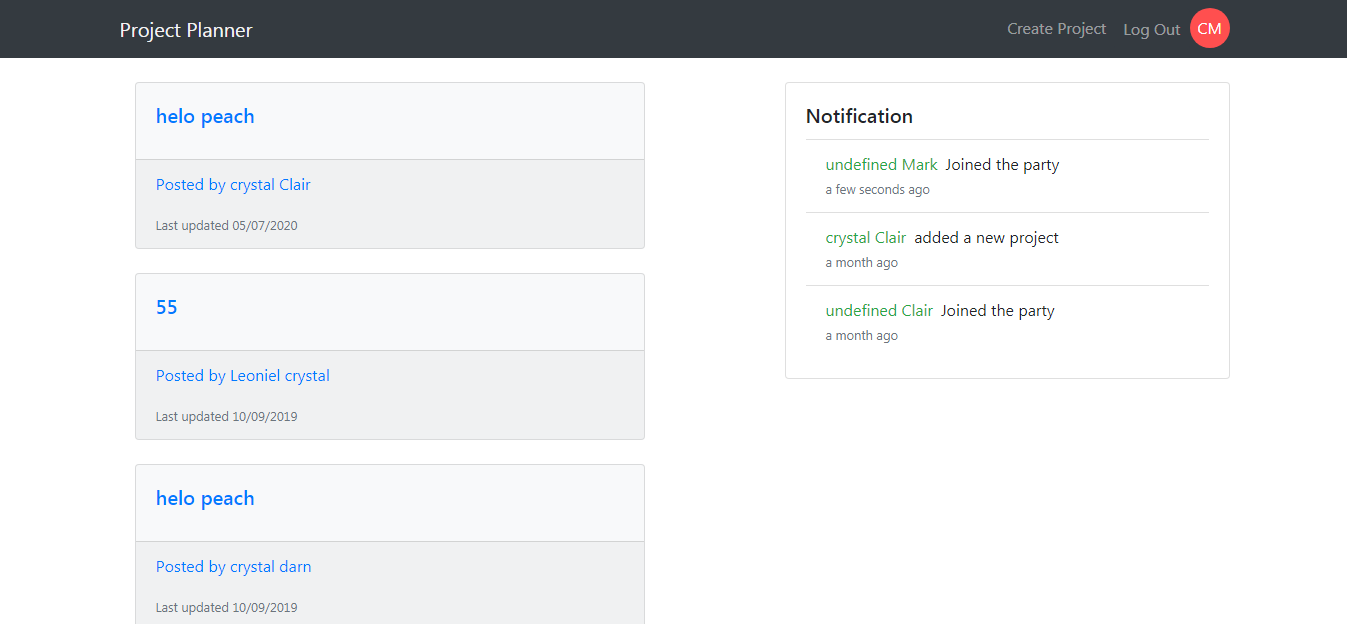 Project Planner
Create Project
Log Out
CM
helo peach
Posted by crystal Clair
Last updated 05/07/2020
55
Posted by Leoniel crystal
Last updated 10/09/2019
helo peach
Posted by crystal darn
Last updated 10/09/2019
Notification
undefined Mark Joined the party
a few seconds ago
crystal Clair added a new project
a month ago
undefined Clair Joined the party
a month ago